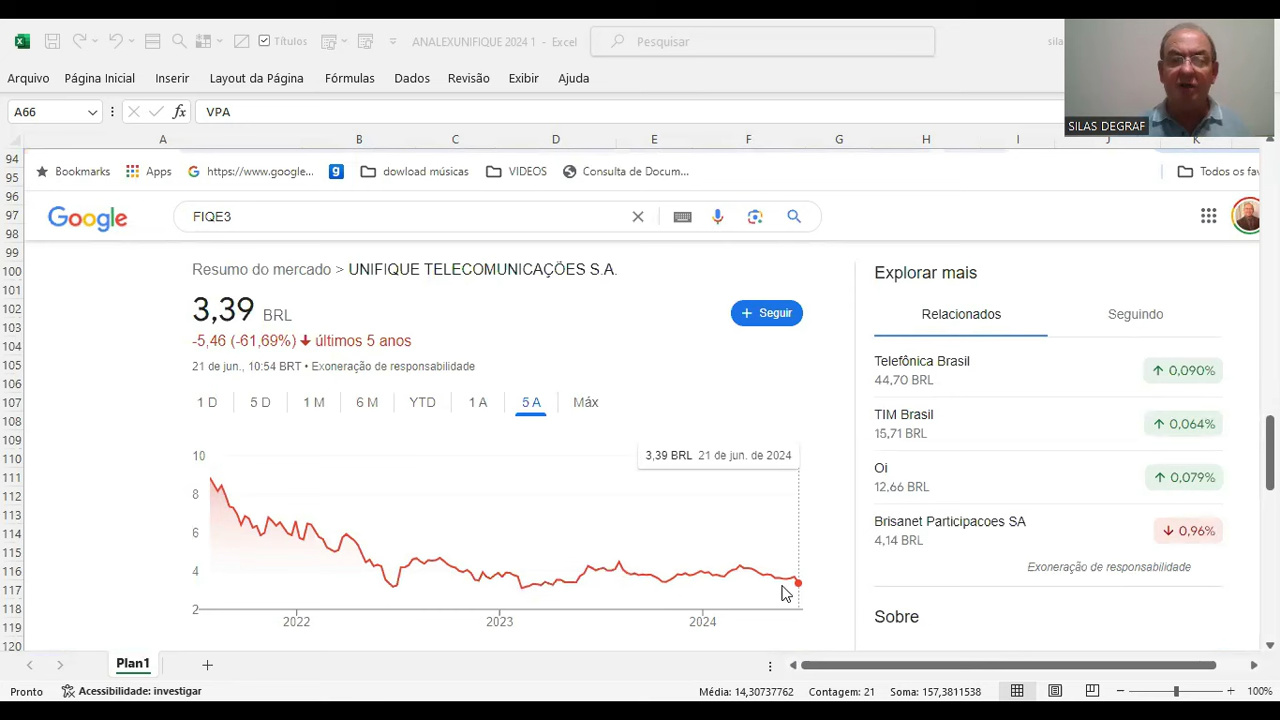 Títulos
ANALEXUNIFIQUE 2024 1 - Excel
Pesquisar
silas
Arquivo Página Inicial Inserir Layout da Página Fórmulas Dados Revisão Exibir Ajuda
A66 fx VPA
SILAS DEGRAF
A B C D E F G H I J K
94
95
96
97
98
99
100
101
102
103
104
105
106
107
108
109
110
111
112
113
114
115
116
117
118
119
120
Bookmarks Apps https://www.google... g dowload músicas VIDEOS Consulta de Docum... Todos os fav
Google FIQE3
Resumo do mercado > UNIFIQUE TELECOMUNICAÇÕES S.A.
3,39 BRL
+ Seguir
-5,46 (-61,69%) ↓ últimos 5 anos
21 de jun., 10:54 BRT • Exoneração de responsabilidade
1 D 5 D 1 M 6 M YTD 1 A 5 A Máx
3,39 BRL 21 de jun. de 2024
10
8
6
4
2
2022 2023 2024
Explorar mais
Relacionados Seguindo
Telefônica Brasil
44,70 BRL
↑ 0,090%
TIM Brasil
15,71 BRL
↑ 0,064%
Oi
12,66 BRL
↑ 0,079%
Brisanet Participacoes SA
4,14 BRL
↓ 0,96%
Exoneração de responsabilidade
Sobre
Plan1
Pronto Acessibilidade: investigar Média: 14,30737762 Contagem: 21 Soma: 157,3811538 100%